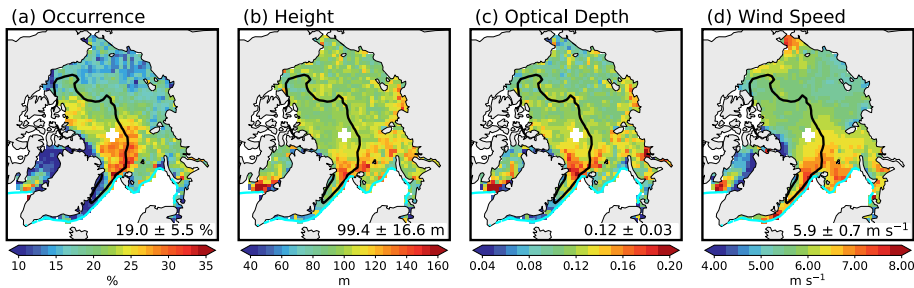 (a) Occurrence
(b) Height
(c) Optical Depth
(d) Wind Speed
19.0 ± 5.5 %
99.4 ± 16.6 m
0.12 ± 0.03
5.9 ± 0.7 m s⁻¹
10 15 20 25 30 35
40 60 80 100 120 140 160
0.04 0.08 0.12 0.16 0.20
4.00 5.00 6.00 7.00 8.00
%
m
m s⁻¹